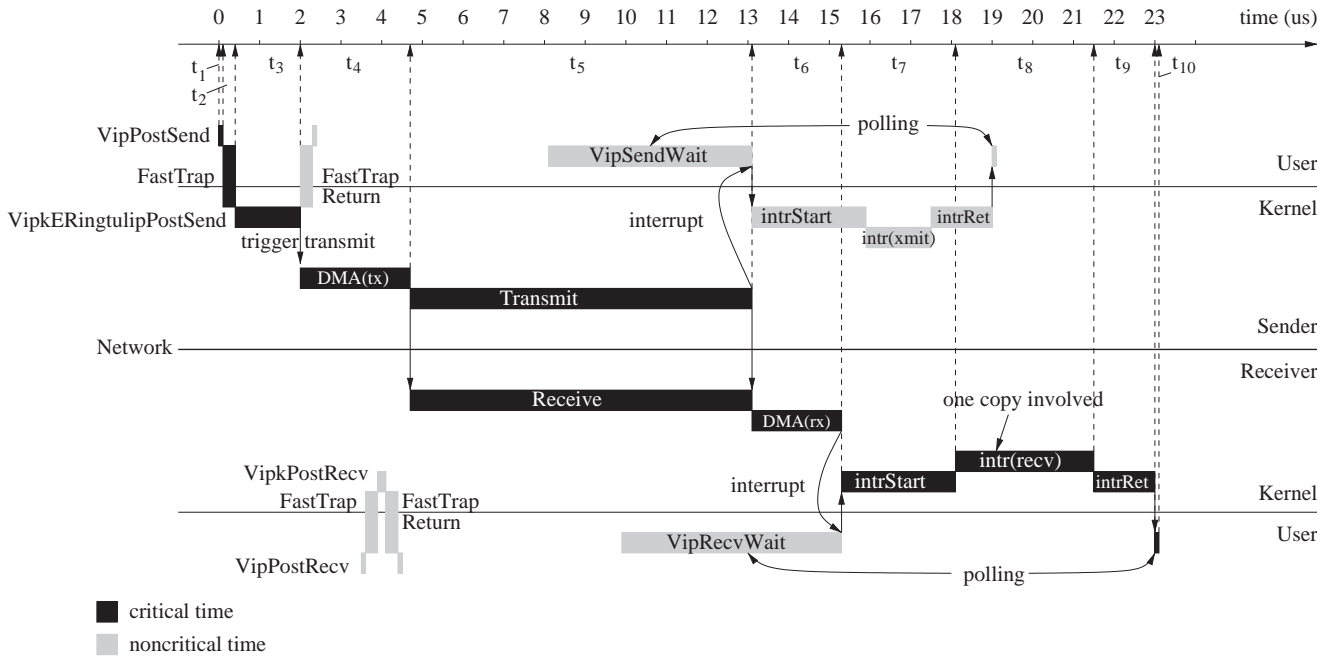 0 1 2 3 4 5 6 7 8 9 10 11 12 13 14 15 16 17 18 19 20 21 22 23 time (us)
t1 t3 t4 t5 t6 t7 t8 t9 t10
t2
polling
VipPostSend
VipSendWait
User
FastTrap
FastTrap
Return
Kernel
VipkERingtulipPostSend
interrupt
intrStart
intrRet
trigger transmit
intr(xmit)
DMA(tx)
Transmit
Sender
Network
Receiver
Receive
one copy involved
DMA(rx)
intr(recv)
VipkPostRecv
interrupt
intrStart
intrRet
Kernel
FastTrap
FastTrap
Return
User
VipRecvWait
VipPostRecv
polling
critical time
noncritical time